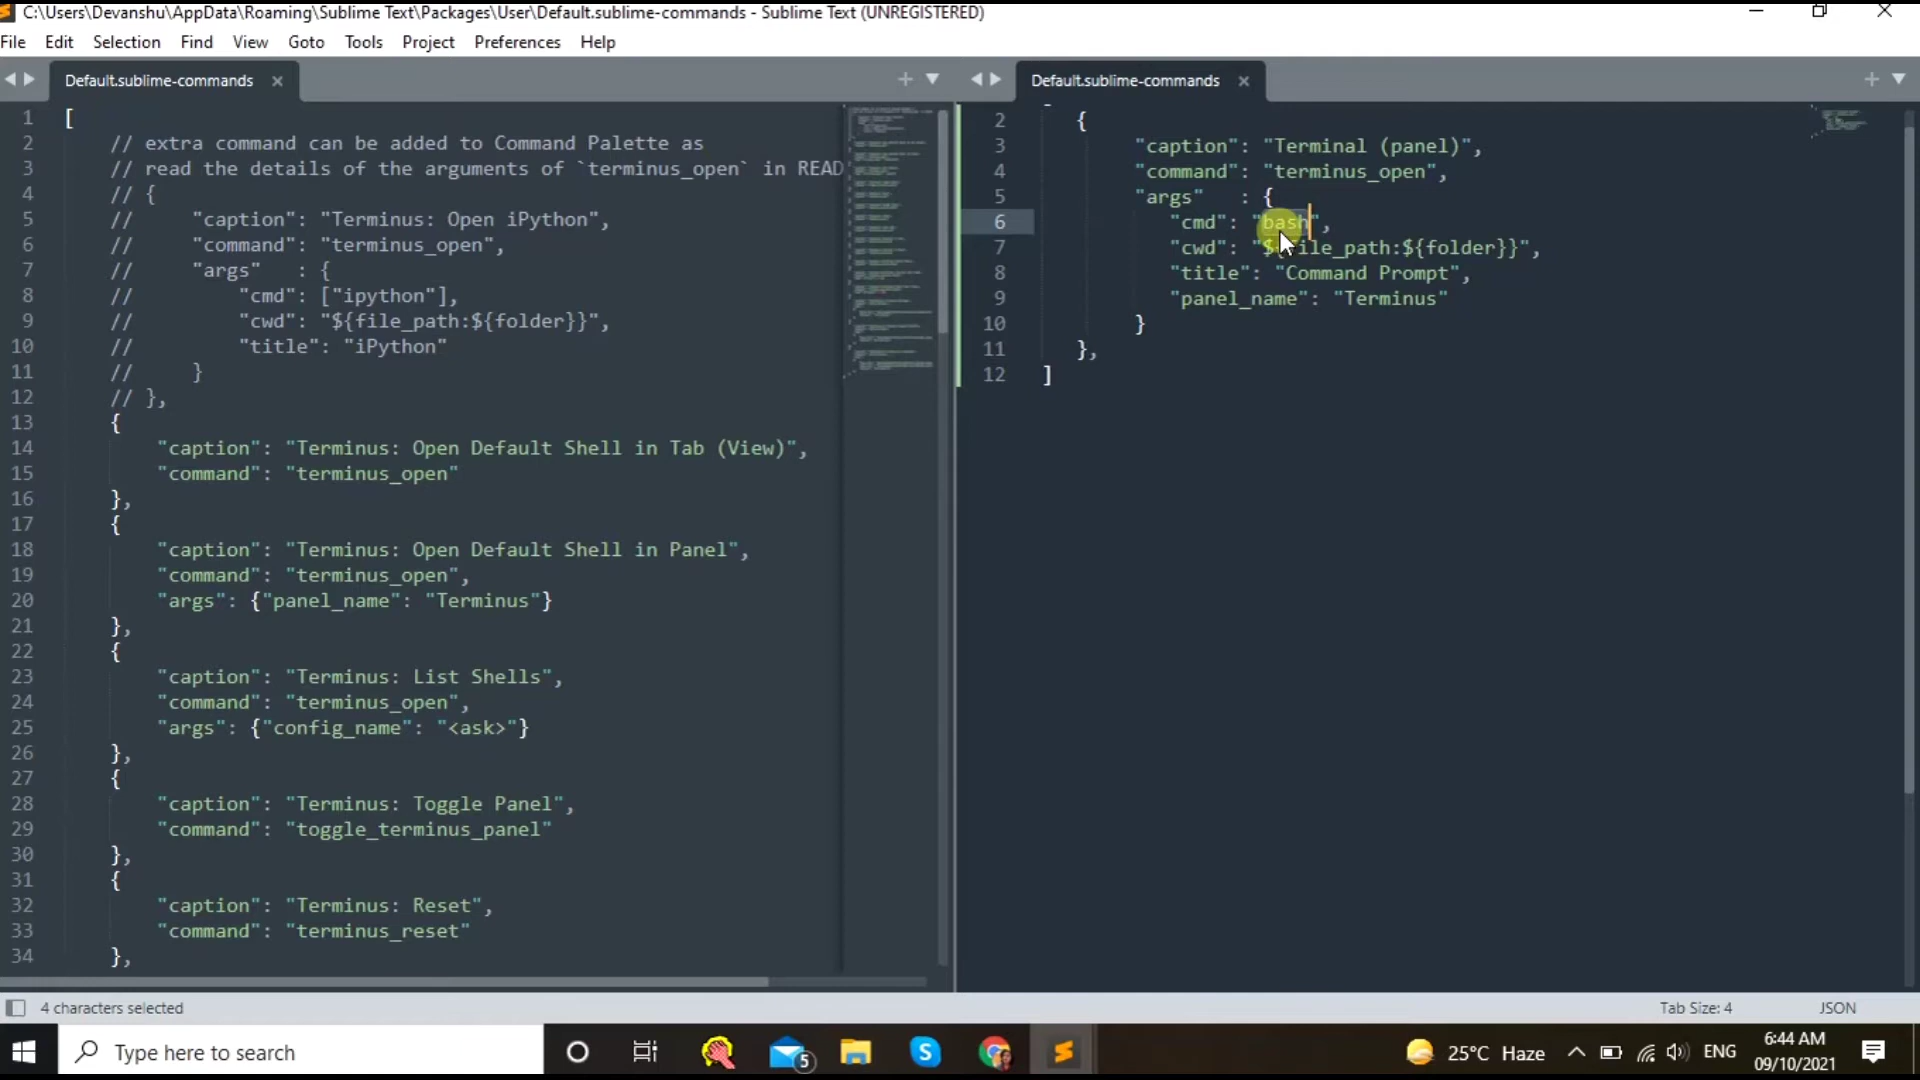 C:\Users\Devanshu\AppData\Roaming\Sublime Text\Packages\User\Default.sublime-commands - Sublime Text (UNREGISTERED)
File Edit Selection Find View Goto Tools Project Preferences Help
Default.sublime-commands
1 [
2 // extra command can be added to Command Palette as
3 // read the details of the arguments of `terminus_open` in READ
4 // {
5 // "caption": "Terminus: Open iPython",
6 // "command": "terminus_open",
7 // "args" : {
8 // "cmd": ["ipython"],
9 // "cwd": "${file_path:${folder}}",
10 // "title": "iPython"
11 // }
12 // },
13 {
14 "caption": "Terminus: Open Default Shell in Tab (View)",
15 "command": "terminus_open"
16 },
17 {
18 "caption": "Terminus: Open Default Shell in Panel",
19 "command": "terminus_open",
20 "args": {"panel_name": "Terminus"}
21 },
22 {
23 "caption": "Terminus: List Shells",
24 "command": "terminus_open",
25 "args": {"config_name": "<ask>"}
26 },
27 {
28 "caption": "Terminus: Toggle Panel",
29 "command": "toggle_terminus_panel"
30 },
31 {
32 "caption": "Terminus: Reset",
33 "command": "terminus_reset"
34 },
Default.sublime-commands
2 {
3 "caption": "Terminal (panel)",
4 "command": "terminus_open",
5 "args" : {
6 "cmd": "bash",
7 "cwd": "${file_path:${folder}}",
8 "title": "Command Prompt",
9 "panel_name": "Terminus"
10 }
11 },
12 ]
4 characters selected
Tab Size: 4
JSON
Type here to search
5
25°C Haze
ENG
6:44 AM
09/10/2021